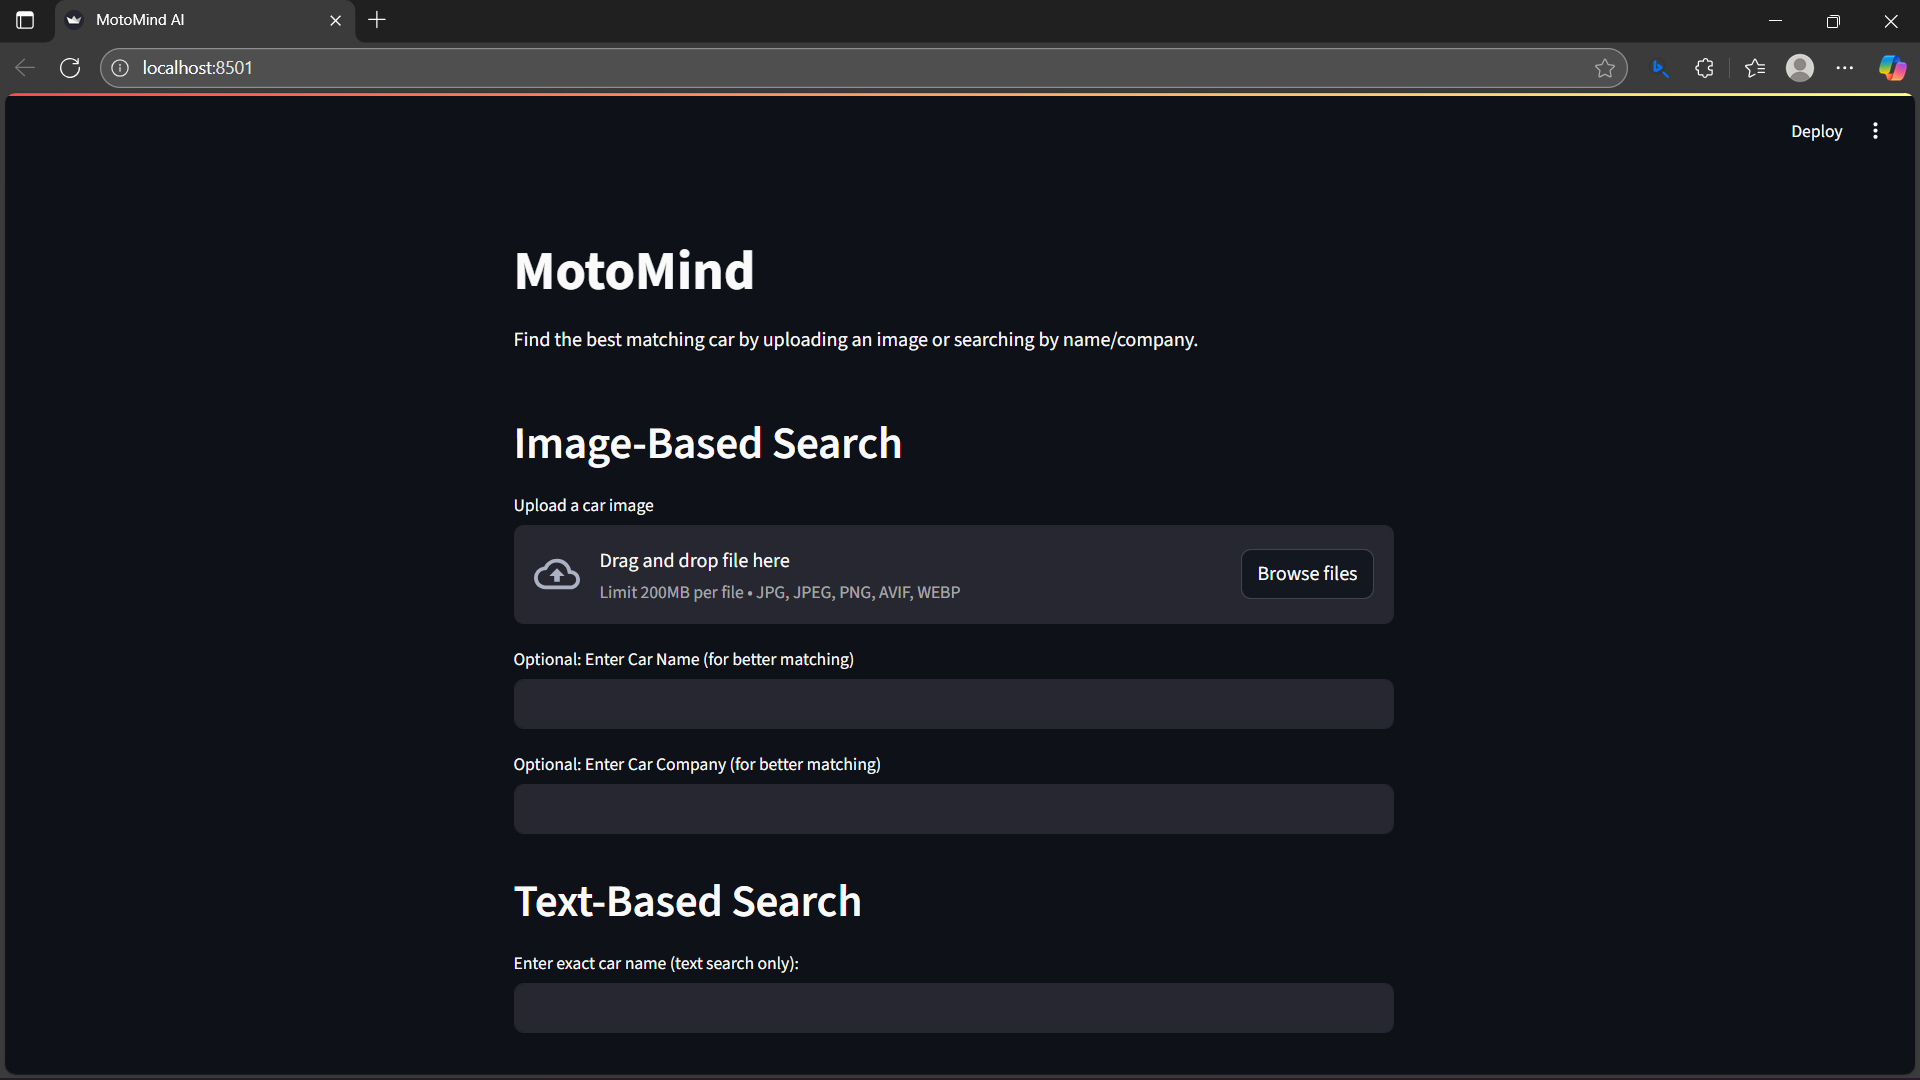 MotoMind AI
localhost:8501
Deploy
MotoMind
Find the best matching car by uploading an image or searching by name/company.
Image-Based Search
Upload a car image
Drag and drop file here
Limit 200MB per file • JPG, JPEG, PNG, AVIF, WEBP
Browse files
Optional: Enter Car Name (for better matching)
Optional: Enter Car Company (for better matching)
Text-Based Search
Enter exact car name (text search only):